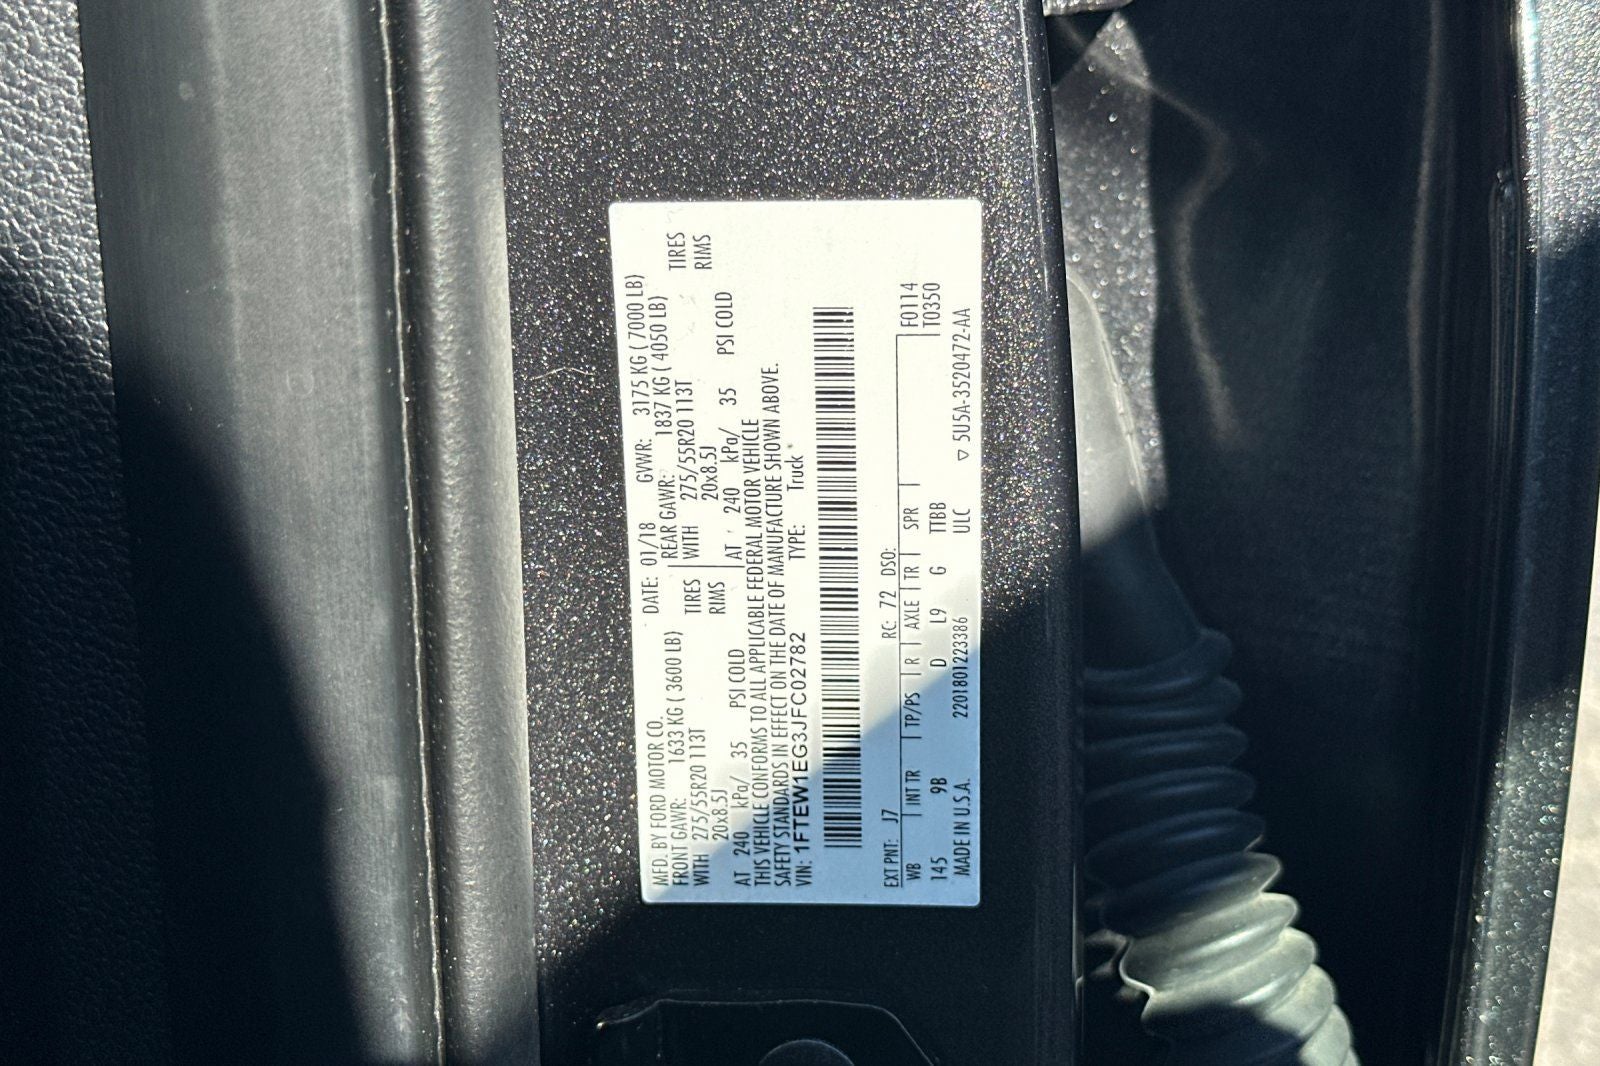 MFD. BY FORD MOTOR CO.
DATE: 01/18 GVWR: 3175 KG ( 7000 LB)
FRONT GAWR: 1633 KG ( 3600 LB)
REAR GAWR: 1837 KG ( 4050 LB)
WITH 275/55R20 113T TIRES
WITH 275/55R20 113T TIRES
20x8.5J RIMS
20x8.5J RIMS
AT 240 kPa/ 35 PSI COLD
AT 240 kPa/ 35 PSI COLD
THIS VEHICLE CONFORMS TO ALL APPLICABLE FEDERAL MOTOR VEHICLE
SAFETY STANDARDS IN EFFECT ON THE DATE OF MANUFACTURE SHOWN ABOVE.
VIN: 1FTEW1EG3JFC02782 TYPE: Truck
EXT PNT: J7 RC: 72 DSO:
WB INT TR TP/PS R AXLE TR SPR F0114
145 9B D L9 G TTBB T0350
MADE IN U.S.A. 2201801223386 ULC ▽ 5U5A-3520472-AA